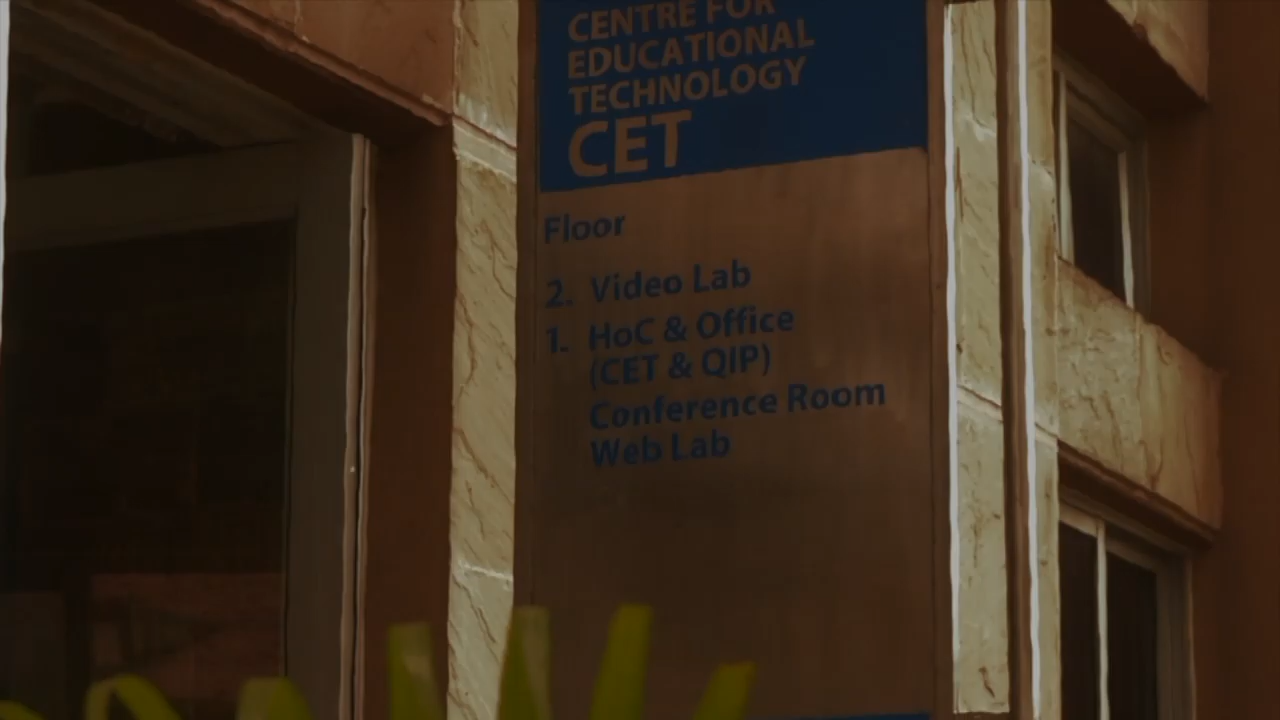 CENTRE FOR
EDUCATIONAL
TECHNOLOGY
CET
Floor
2. Video Lab
1. HoC & Office
(CET & QIP)
Conference Room
Web Lab